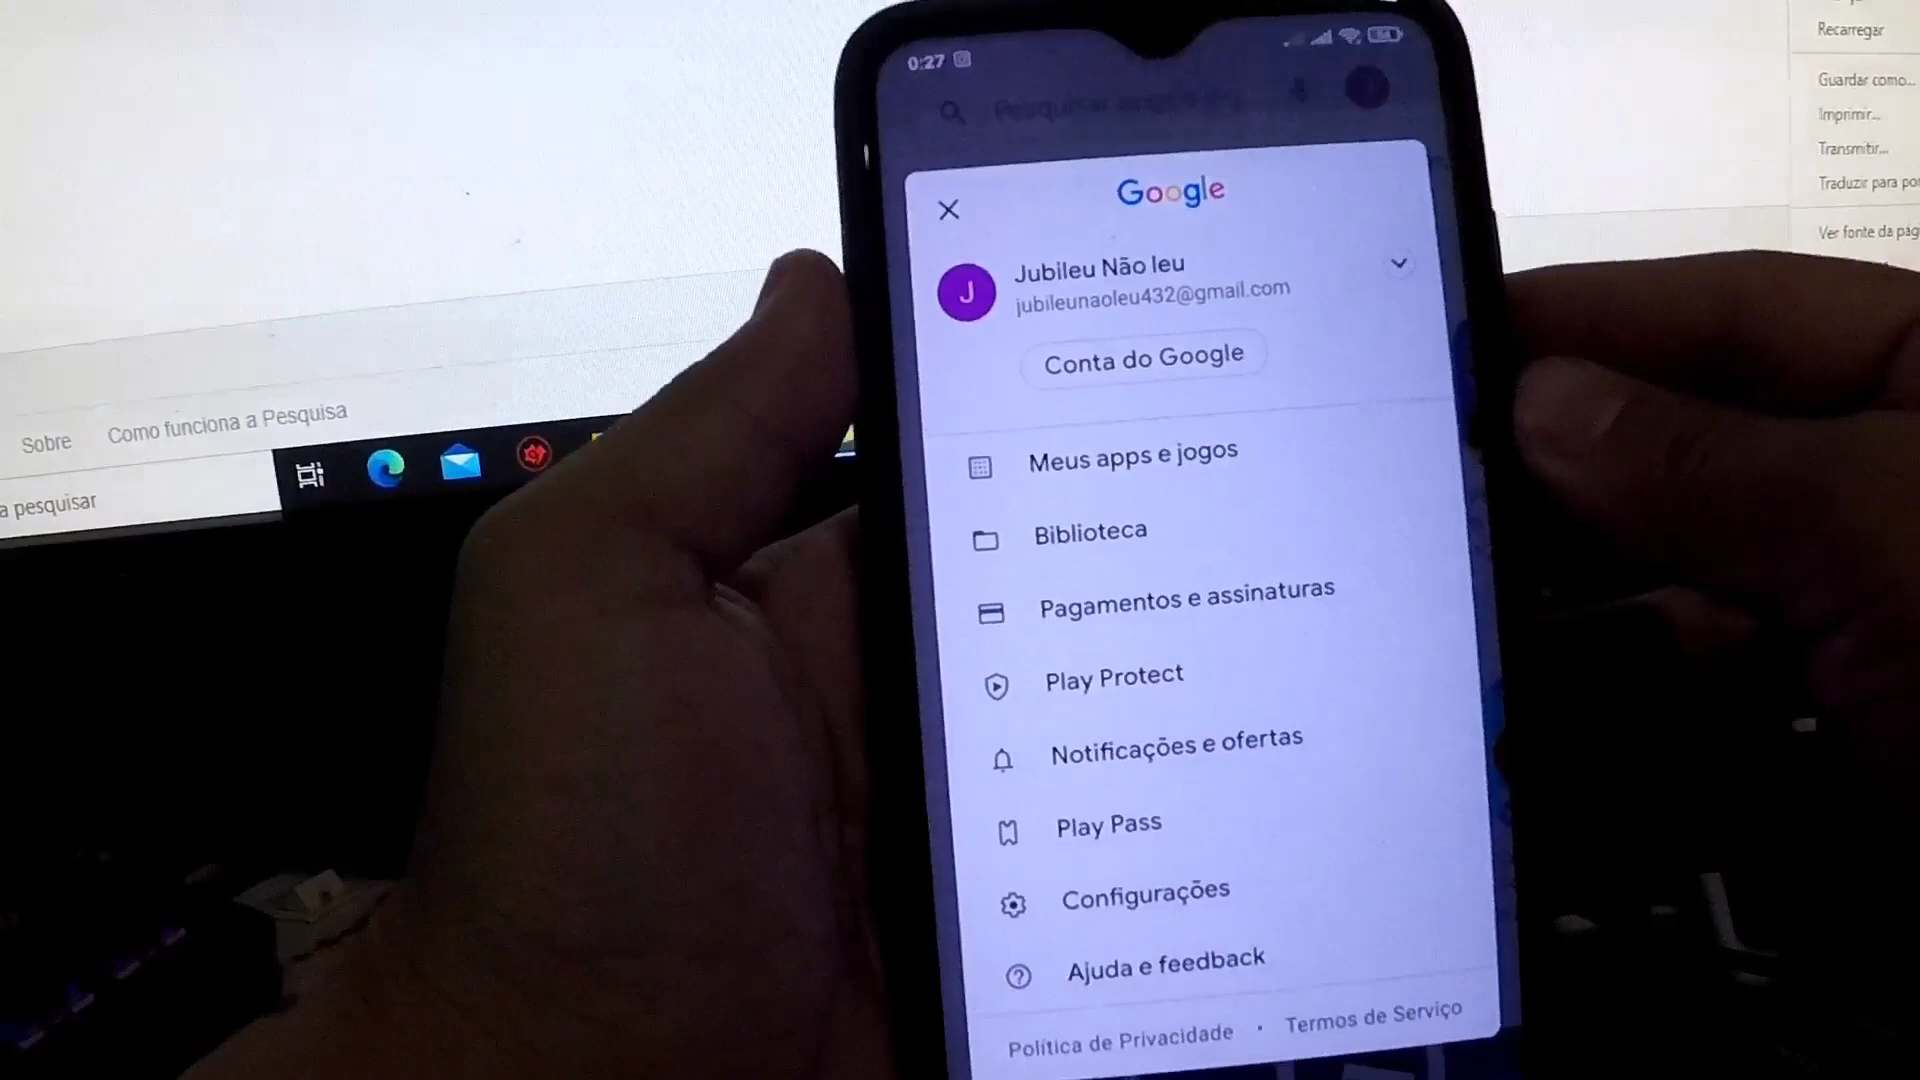 Recarregar
Guardar como...
Imprimir...
Transmitir...
Traduzir para po
Ver fonte da pág
Sobre
Como funciona a Pesquisa
a pesquisar
0:27
Pesquisar
Google
J
Jubileu Não leu
jubileunaoleu432@gmail.com
Conta do Google
Meus apps e jogos
Biblioteca
Pagamentos e assinaturas
Play Protect
Notificações e ofertas
Play Pass
Configurações
Ajuda e feedback
Política de Privacidade • Termos de Serviço